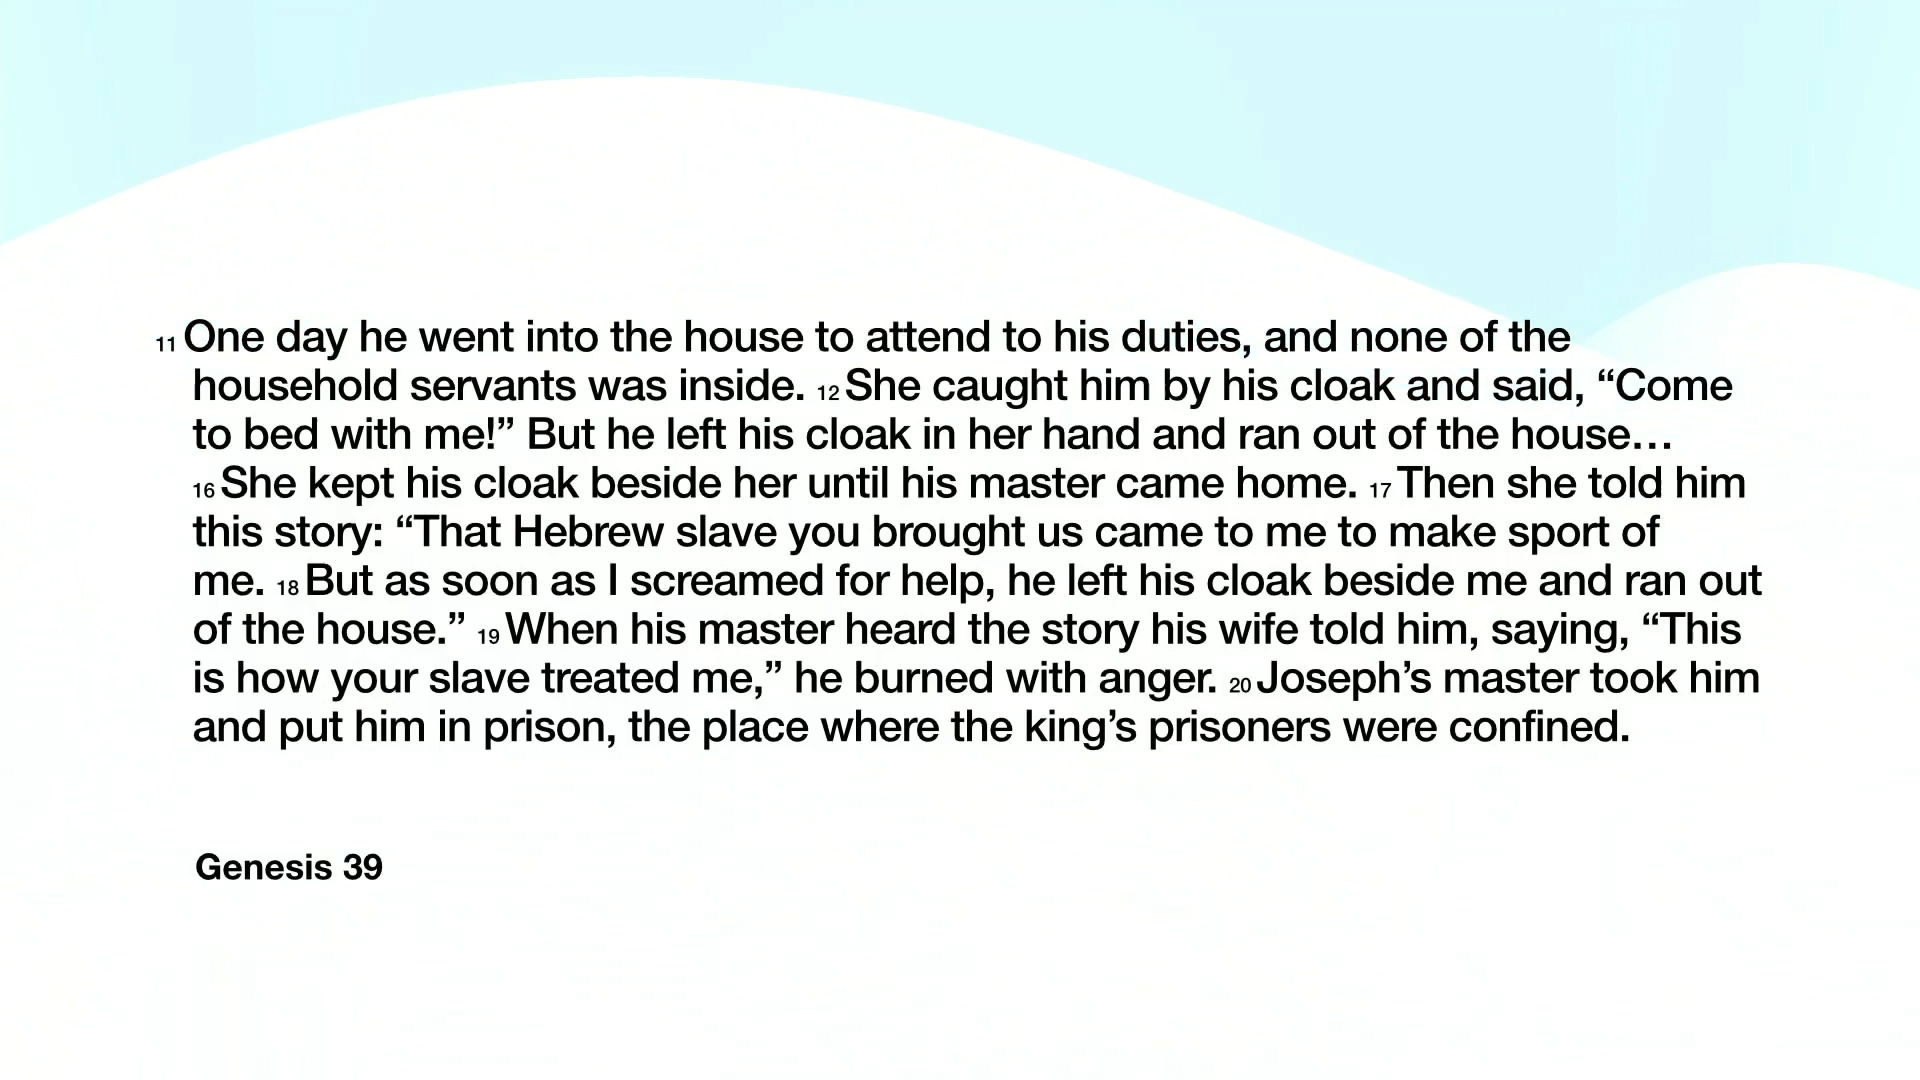 11 One day he went into the house to attend to his duties, and none of the
household servants was inside. 12 She caught him by his cloak and said, “Come
to bed with me!” But he left his cloak in her hand and ran out of the house…
16 She kept his cloak beside her until his master came home. 17 Then she told him
this story: “That Hebrew slave you brought us came to me to make sport of
me. 18 But as soon as I screamed for help, he left his cloak beside me and ran out
of the house.” 19 When his master heard the story his wife told him, saying, “This
is how your slave treated me,” he burned with anger. 20 Joseph’s master took him
and put him in prison, the place where the king’s prisoners were confined.
Genesis 39